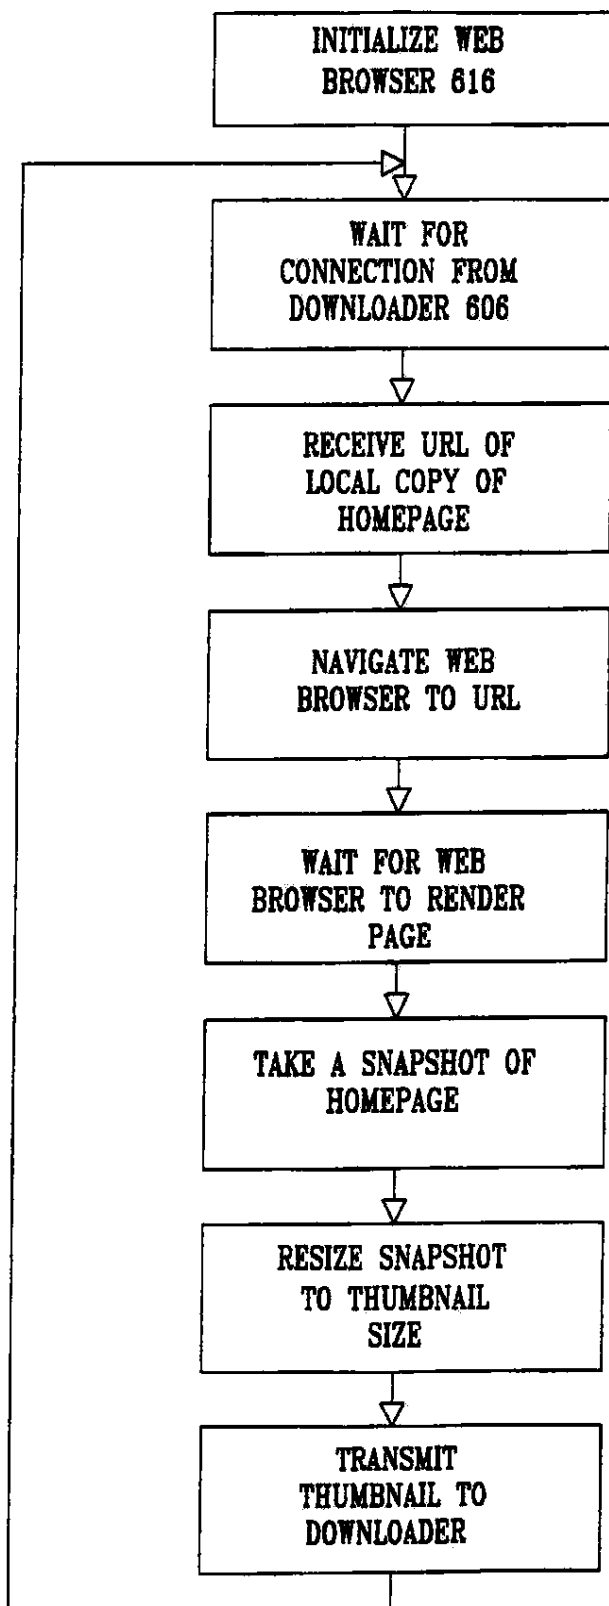 INITIALIZE WEB
BROWSER 616
WAIT FOR
CONNECTION FROM
DOWNLOADER 606
RECEIVE URL OF
LOCAL COPY OF
HOMEPAGE
NAVIGATE WEB
BROWSER TO URL
WAIT FOR WEB
BROWSER TO RENDER
PAGE
TAKE A SNAPSHOT OF
HOMEPAGE
RESIZE SNAPSHOT
TO THUMBNAIL
SIZE
TRANSMIT
THUMBNAIL TO
DOWNLOADER